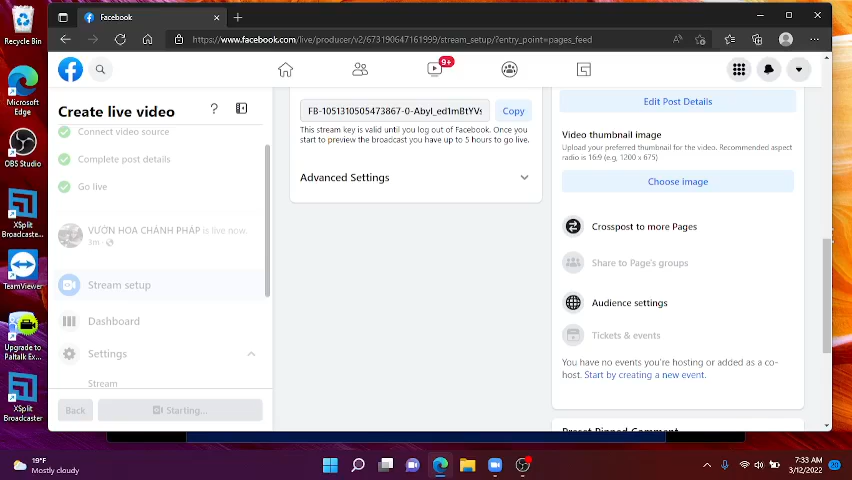 Recycle Bin
Microsoft Edge
OBS Studio
XSplit Broadcaste...
TeamViewer
Upgrade to Paltalk Ex...
XSplit Broadcaster
Facebook
https://www.facebook.com/live/producer/v2/673190647161999/stream_setup/?entry_point=pages_feed
9+
Create live video
?
Connect video source
Complete post details
Go live
VƯỜN HOA CHÁNH PHÁP is live now.
3m
Stream setup
Dashboard
Settings
Stream
Back
Starting...
FB-1051310505473867-0-Abyl_ed1mBtYVs
Copy
This stream key is valid until you log out of Facebook. Once you
start to preview the broadcast you have up to 5 hours to go live.
Advanced Settings
Edit Post Details
Video thumbnail image
Upload your preferred thumbnail for the video. Recommended aspect
radio is 16:9 (e.g, 1200 x 675)
Choose image
Crosspost to more Pages
Share to Page's groups
Audience settings
Tickets & events
You have no events you're hosting or added as a co-
host. Start by creating a new event.
19°F
Mostly cloudy
7:33 AM
3/12/2022